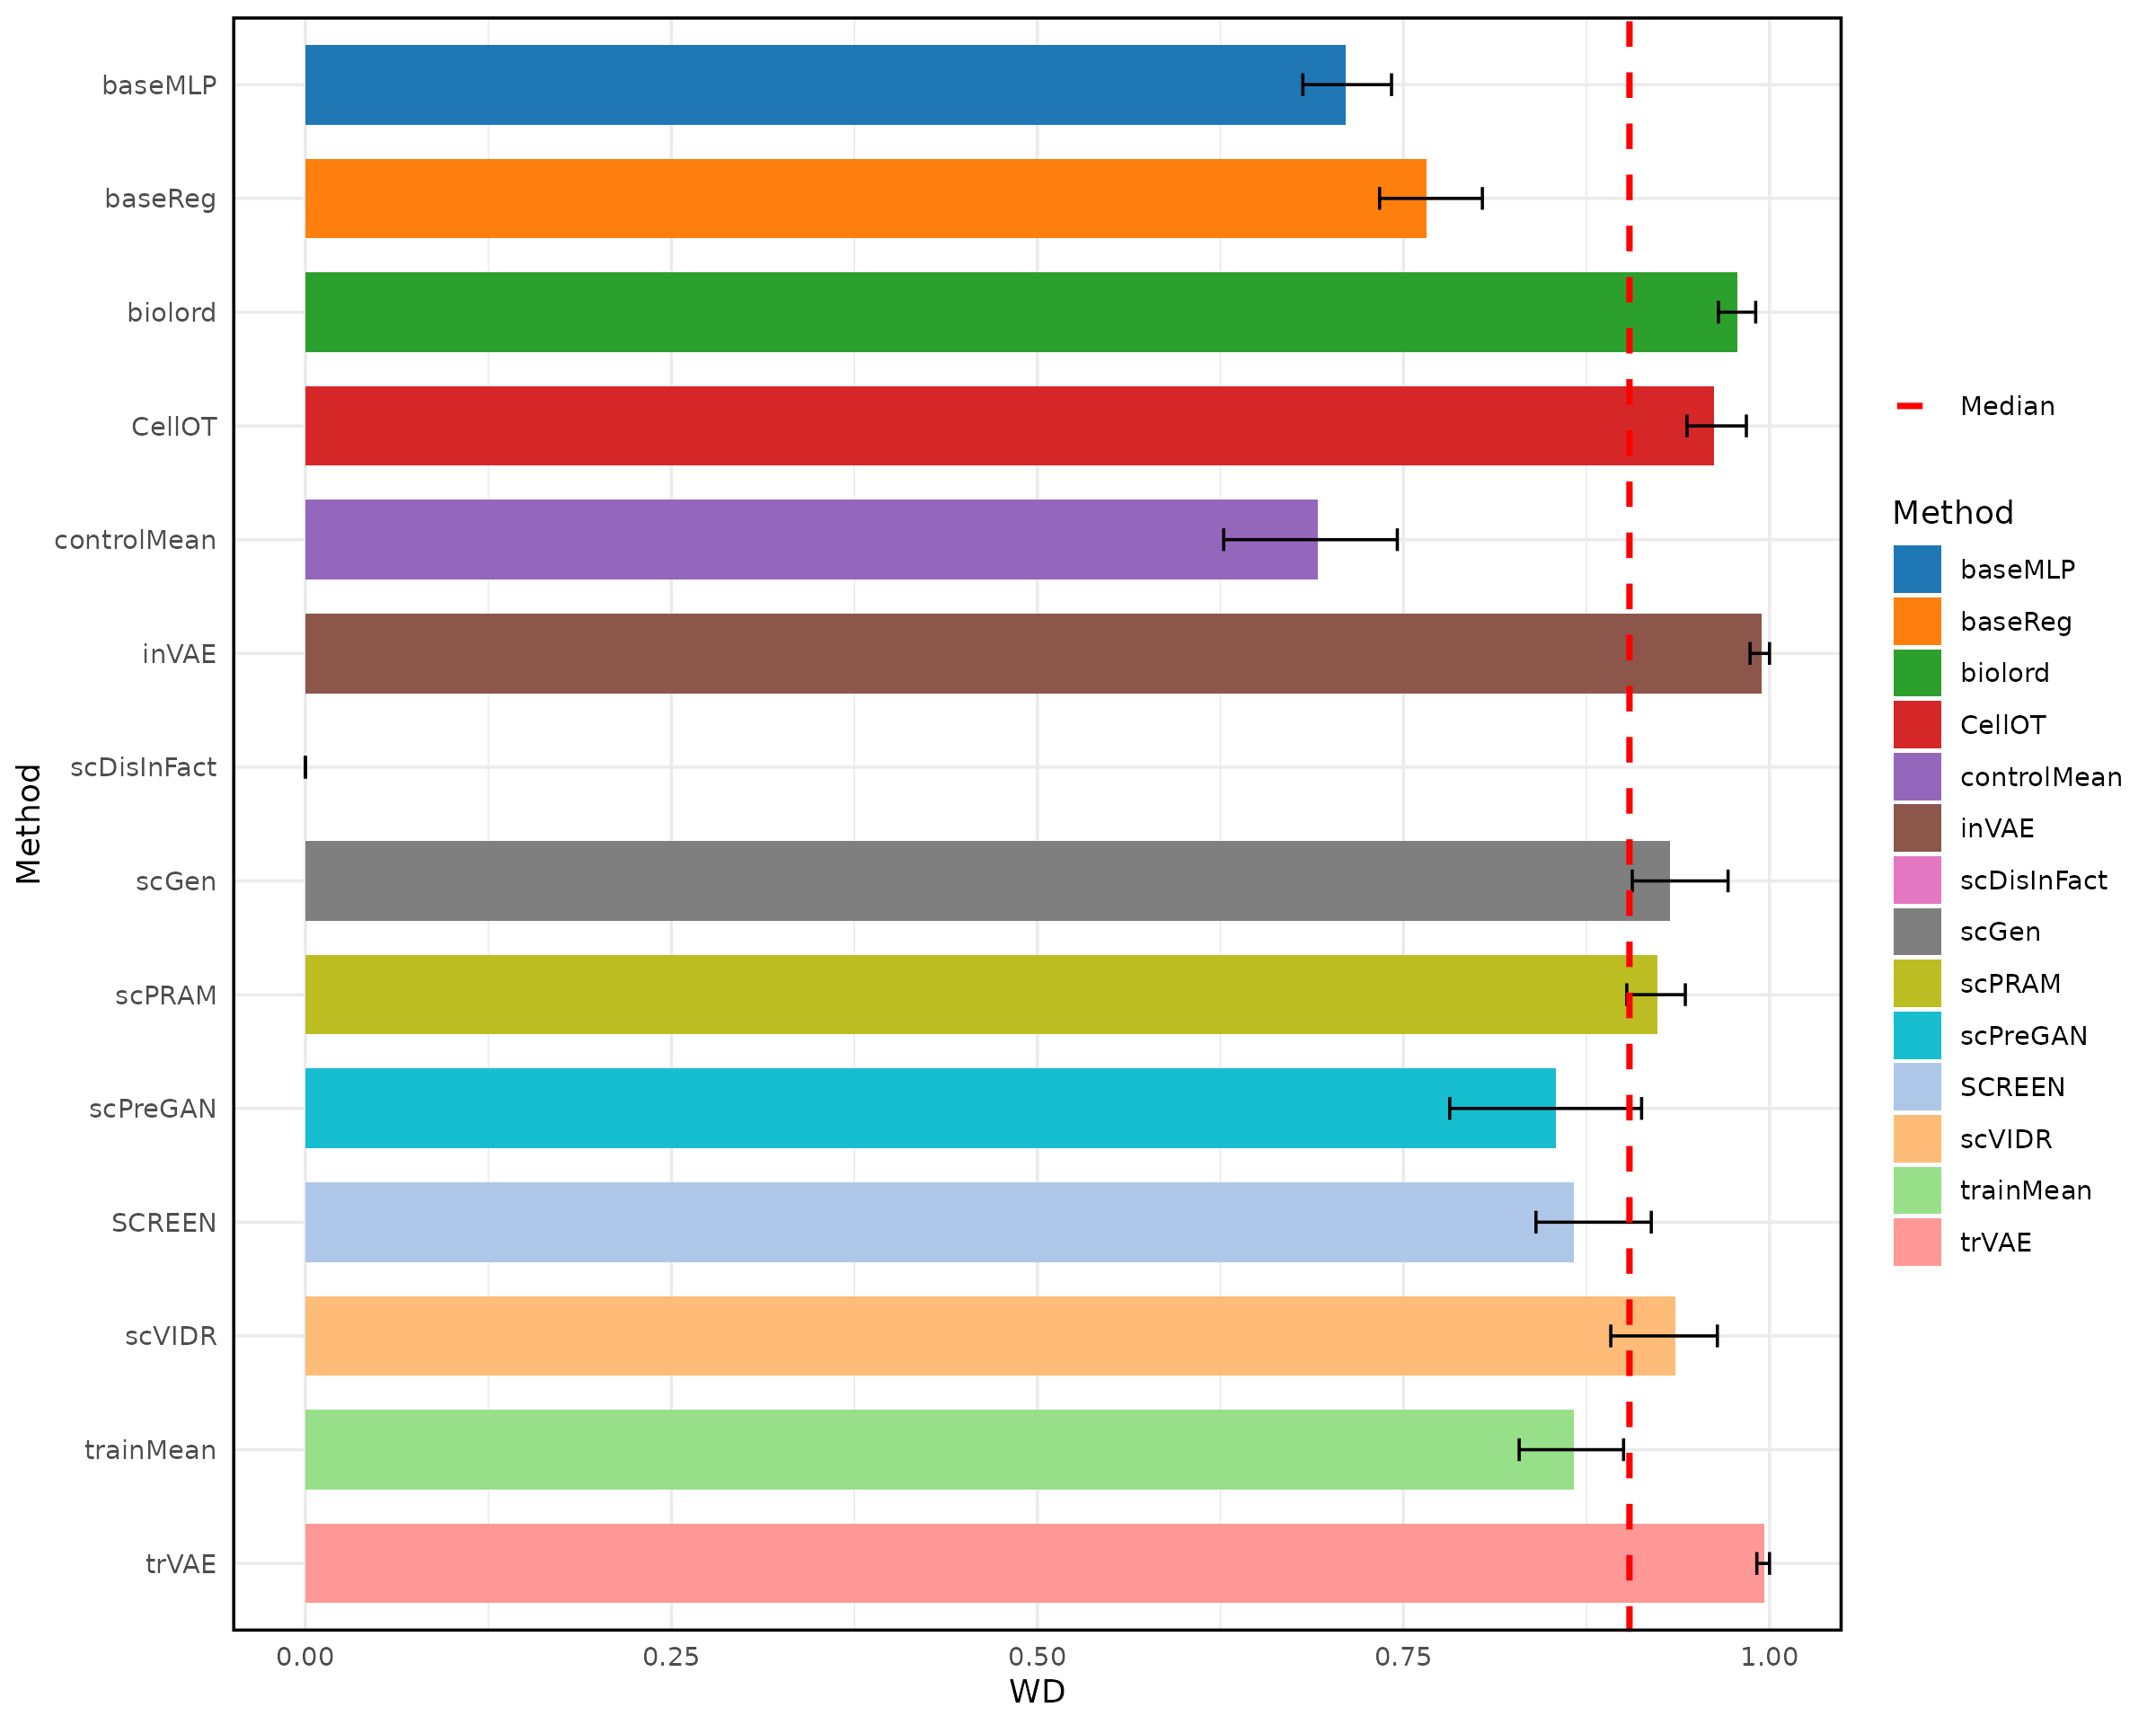 baseMLP
baseReg
biolord
CellOT
controlMean
inVAE
scDisInFact
scGen
scPRAM
scPreGAN
SCREEN
scVIDR
trainMean
trVAE
Method
0.00 0.25 0.50 0.75 1.00
WD
Median
Method
baseMLP
baseReg
biolord
CellOT
controlMean
inVAE
scDisInFact
scGen
scPRAM
scPreGAN
SCREEN
scVIDR
trainMean
trVAE